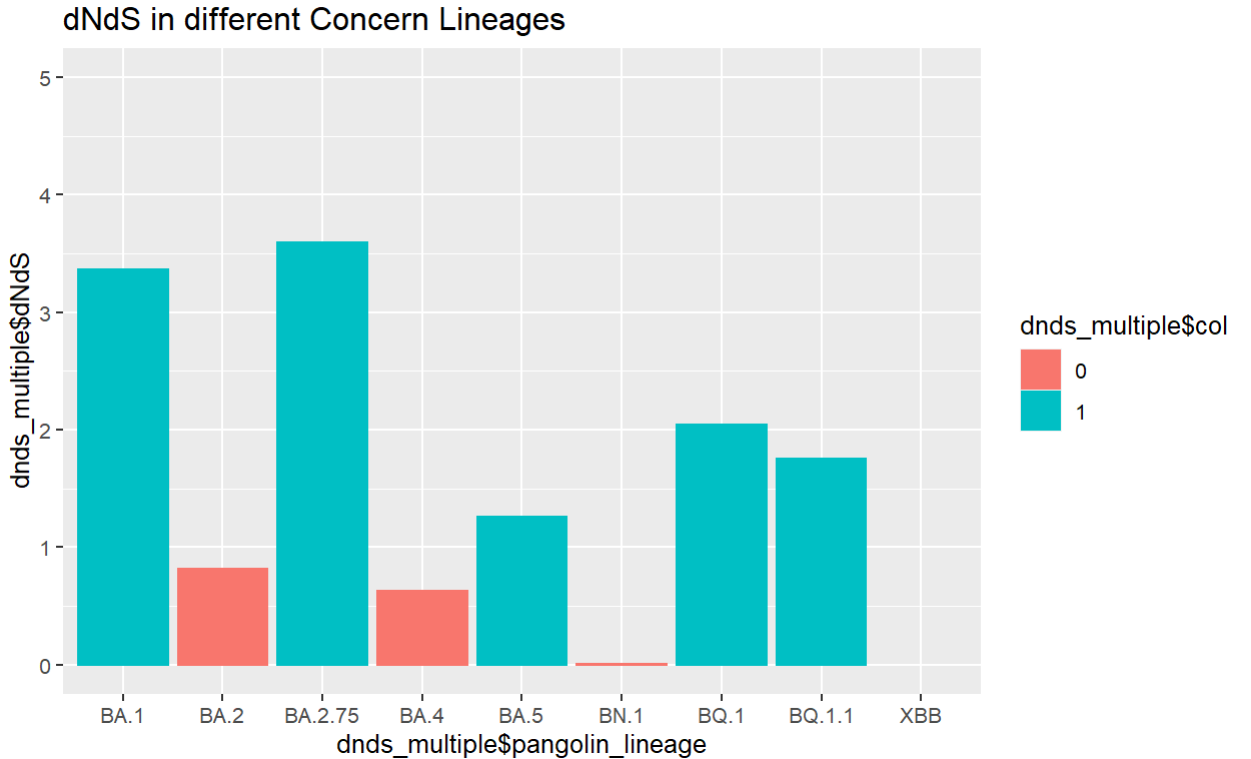 dNdS in different Concern Lineages
dnds_multiple$dNdS
5
4
3
2
1
0
BA.1 BA.2 BA.2.75 BA.4 BA.5 BN.1 BQ.1 BQ.1.1 XBB
dnds_multiple$pangolin_lineage
dnds_multiple$col
0
1